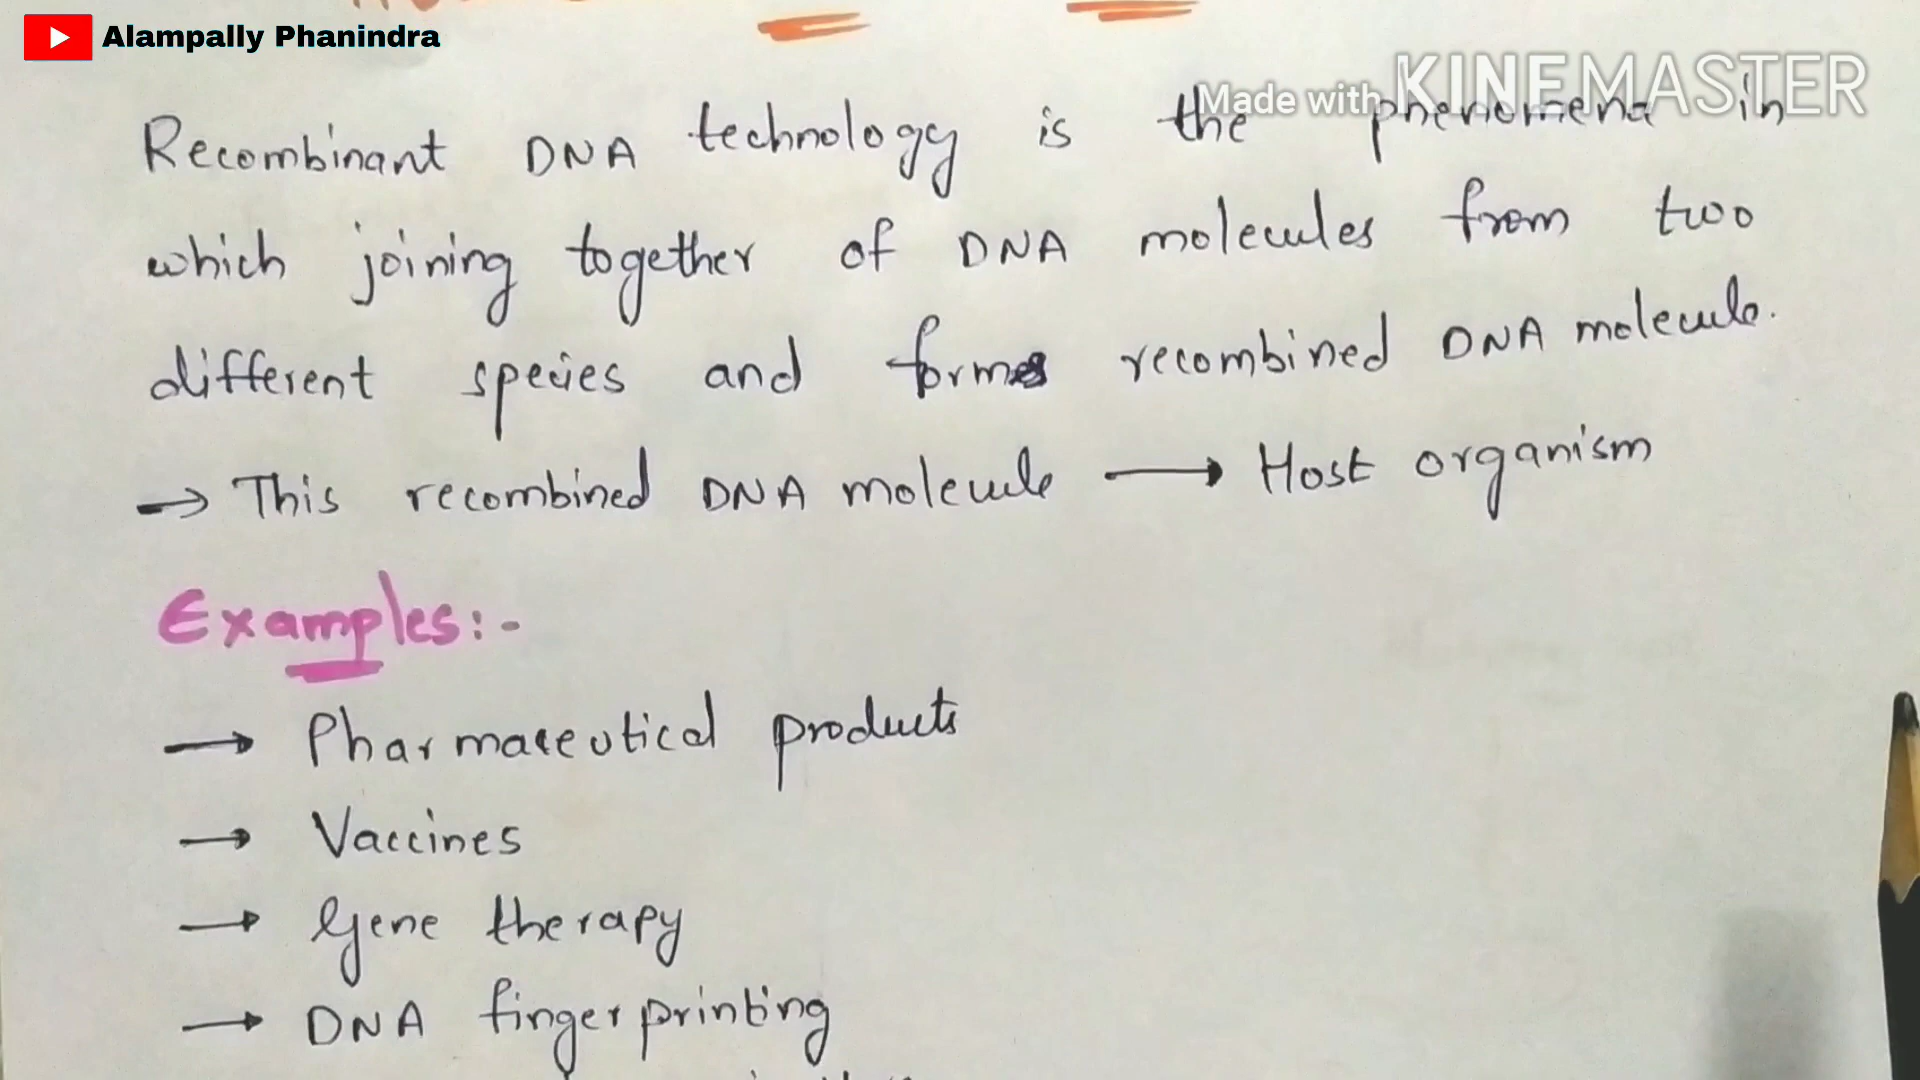 Alampally Phanindra
Made with KINEMASTER
Recombinant DNA technology is the phenomena in
which joining together of DNA molecules from two
different species and forms recombined DNA molecule.
→ This recombined DNA molecule → Host organism
Examples:-
→ Pharmaceutical products
→ Vaccines
→ Gene therapy
→ DNA fingerprinting